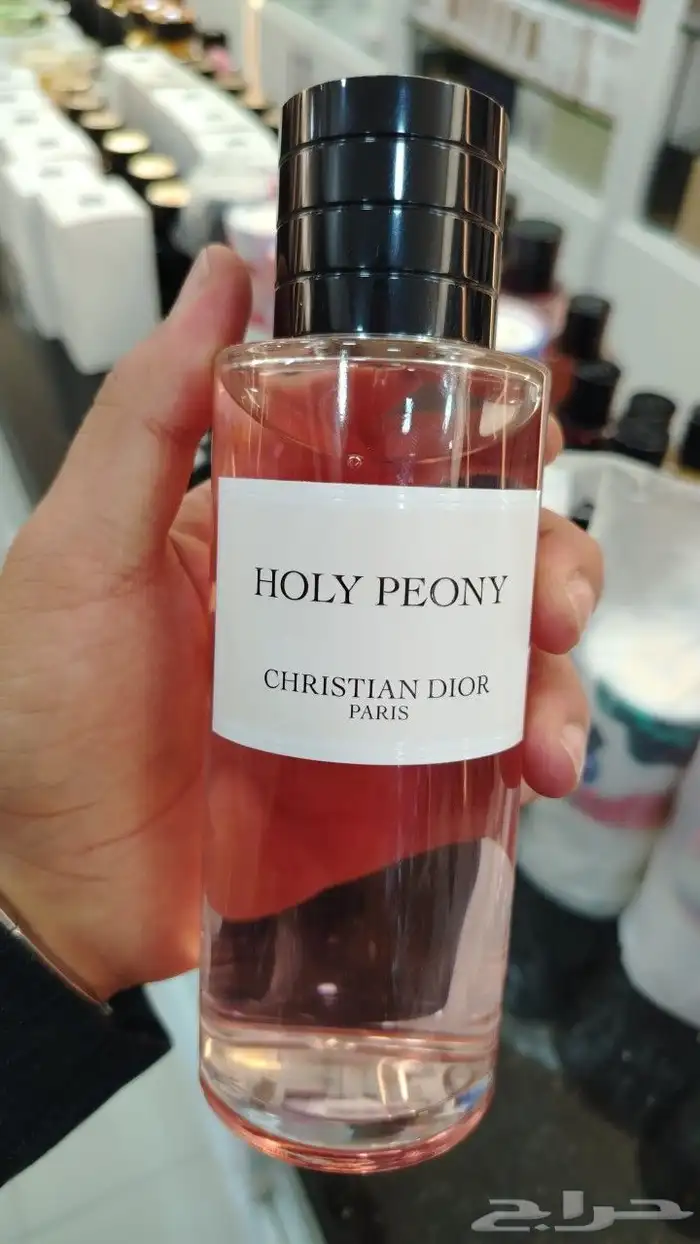 HOLY PEONY
CHRISTIAN DIOR
PARIS
حراج